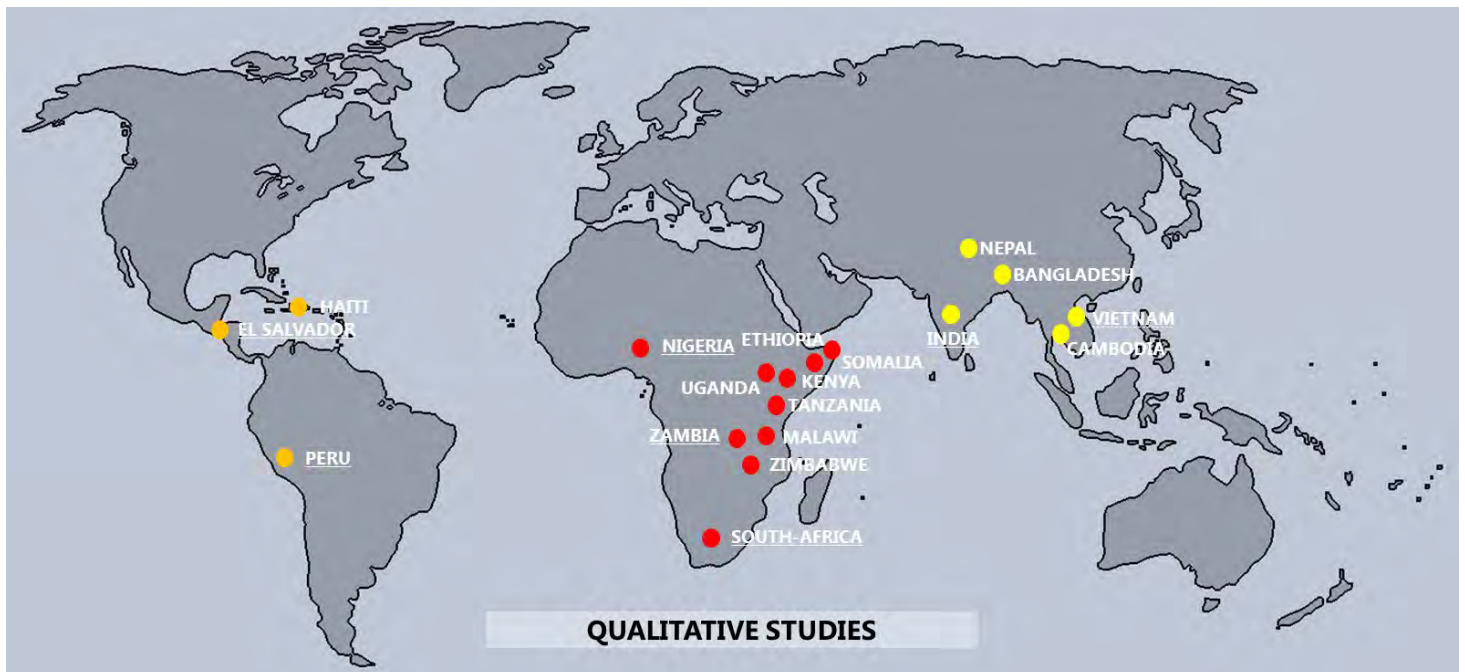 NEPAL
BANGLADESH
HAITI
VIETNAM
EL SALVADOR
INDIA
ETHIOPIA
NIGERIA
CAMBODIA
SOMALIA
KENYA
UGANDA
TANZANIA
ZAMBIA
MALAWI
PERU
ZIMBABWE
SOUTH-AFRICA
QUALITATIVE STUDIES